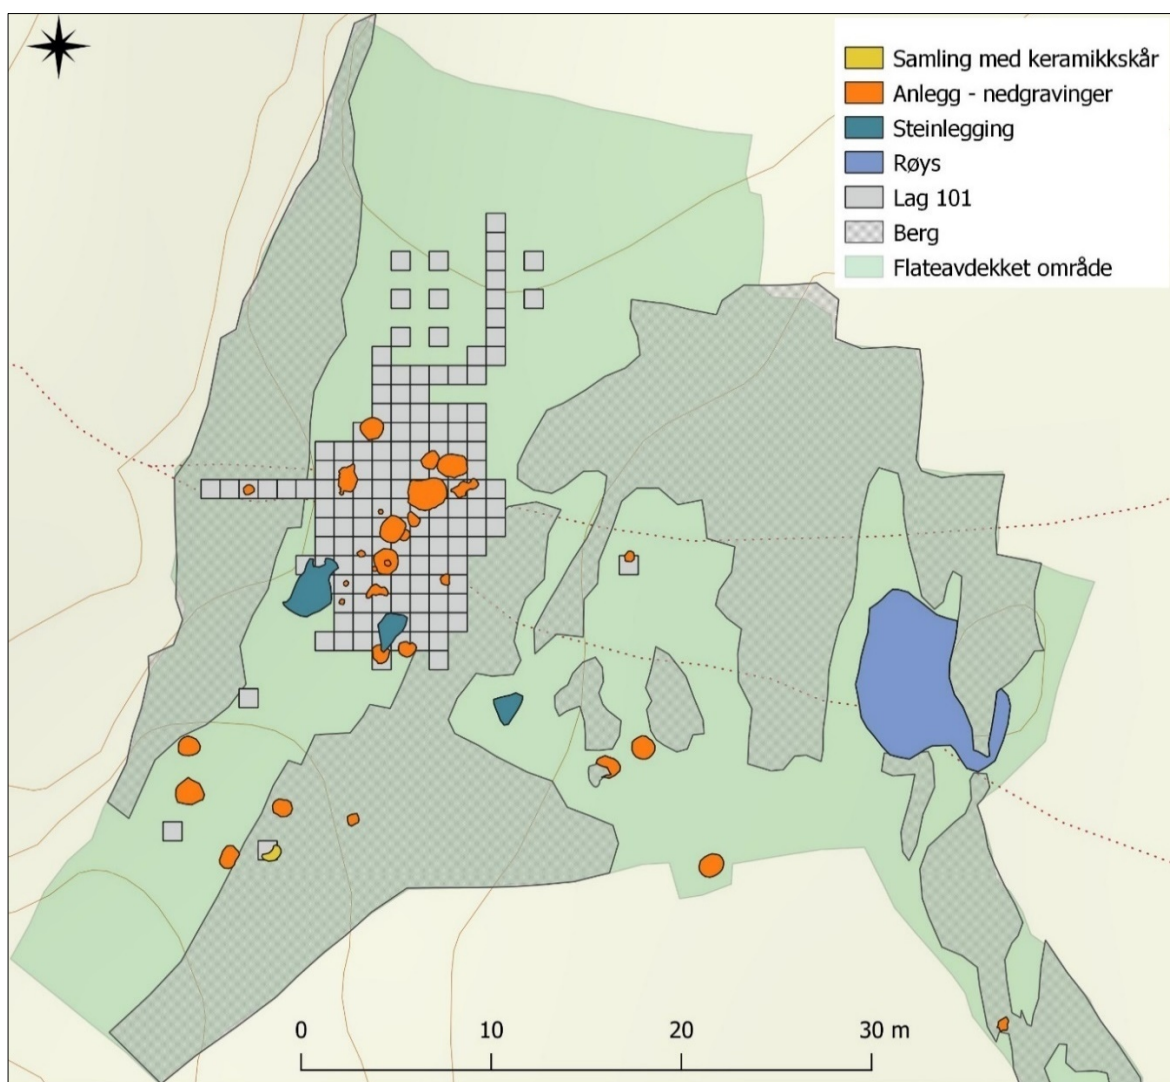 Samling med keramikkskår
Anlegg - nedgravinger
Steinlegging
Røys
Lag 101
Berg
Flateavdekket område
0 10 20 30 m